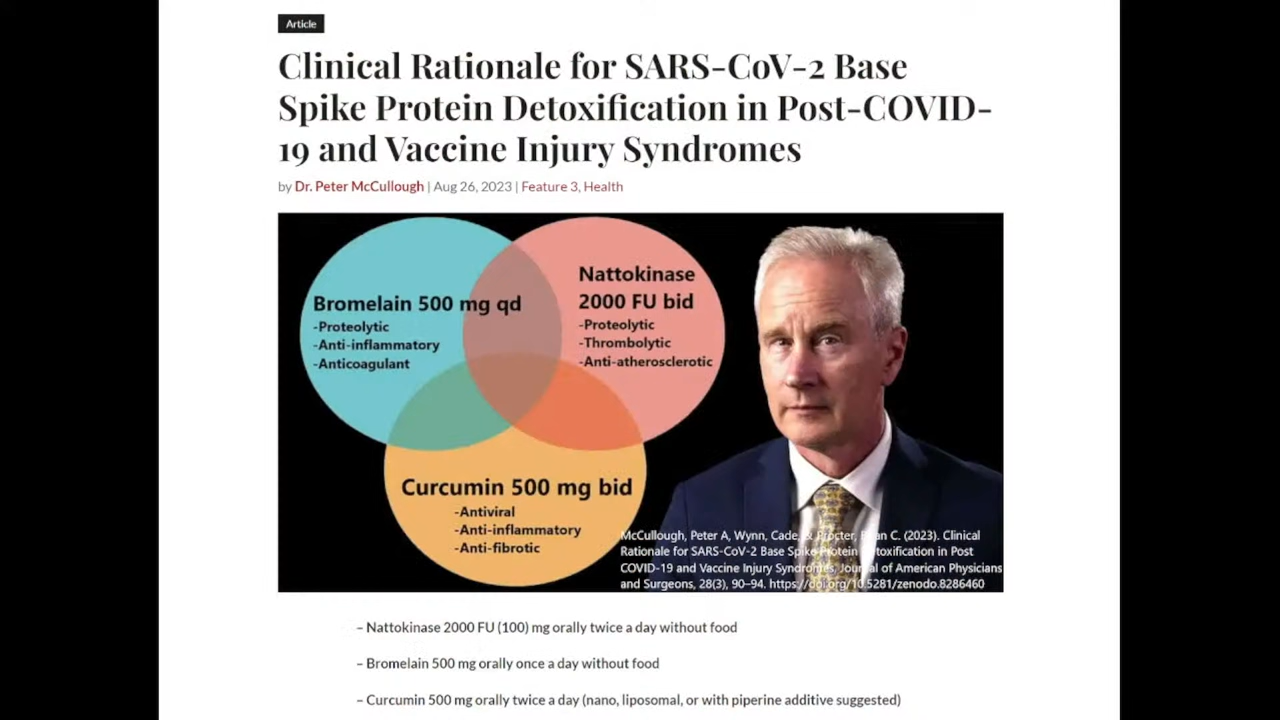 Article
Clinical Rationale for SARS-CoV-2 Base
Spike Protein Detoxification in Post-COVID-
19 and Vaccine Injury Syndromes
by Dr. Peter McCullough | Aug 26, 2023 | Feature 3, Health
Bromelain 500 mg qd
-Proteolytic
-Anti-inflammatory
-Anticoagulant
Nattokinase
2000 FU bid
-Proteolytic
-Thrombolytic
-Anti-atherosclerotic
Curcumin 500 mg bid
-Antiviral
-Anti-inflammatory
-Anti-fibrotic
McCullough, Peter A, Wynn, Cade, & Procter, C. (2023). Clinical
Rationale for SARS-CoV-2 Base Spike Protein Detoxification in Post
COVID-19 and Vaccine Injury Syndromes. Journal of American Physicians
and Surgeons, 28(3), 90–94. https://doi.org/10.5281/zenodo.8286460
– Nattokinase 2000 FU (100) mg orally twice a day without food
– Bromelain 500 mg orally once a day without food
– Curcumin 500 mg orally twice a day (nano, liposomal, or with piperine additive suggested)